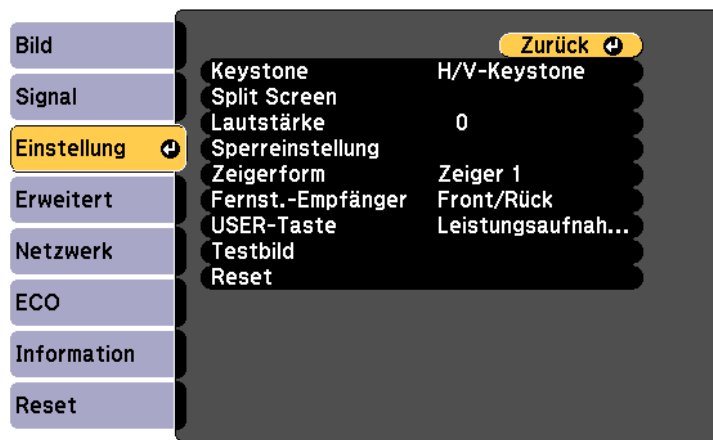 Bild
Signal
Einstellung
Erweitert
Netzwerk
ECO
Information
Reset
Zurück
Keystone H/V-Keystone
Split Screen
Lautstärke 0
Sperreinstellung
Zeigerform Zeiger 1
Fernst.-Empfänger Front/Rück
USER-Taste Leistungsaufnah...
Testbild
Reset